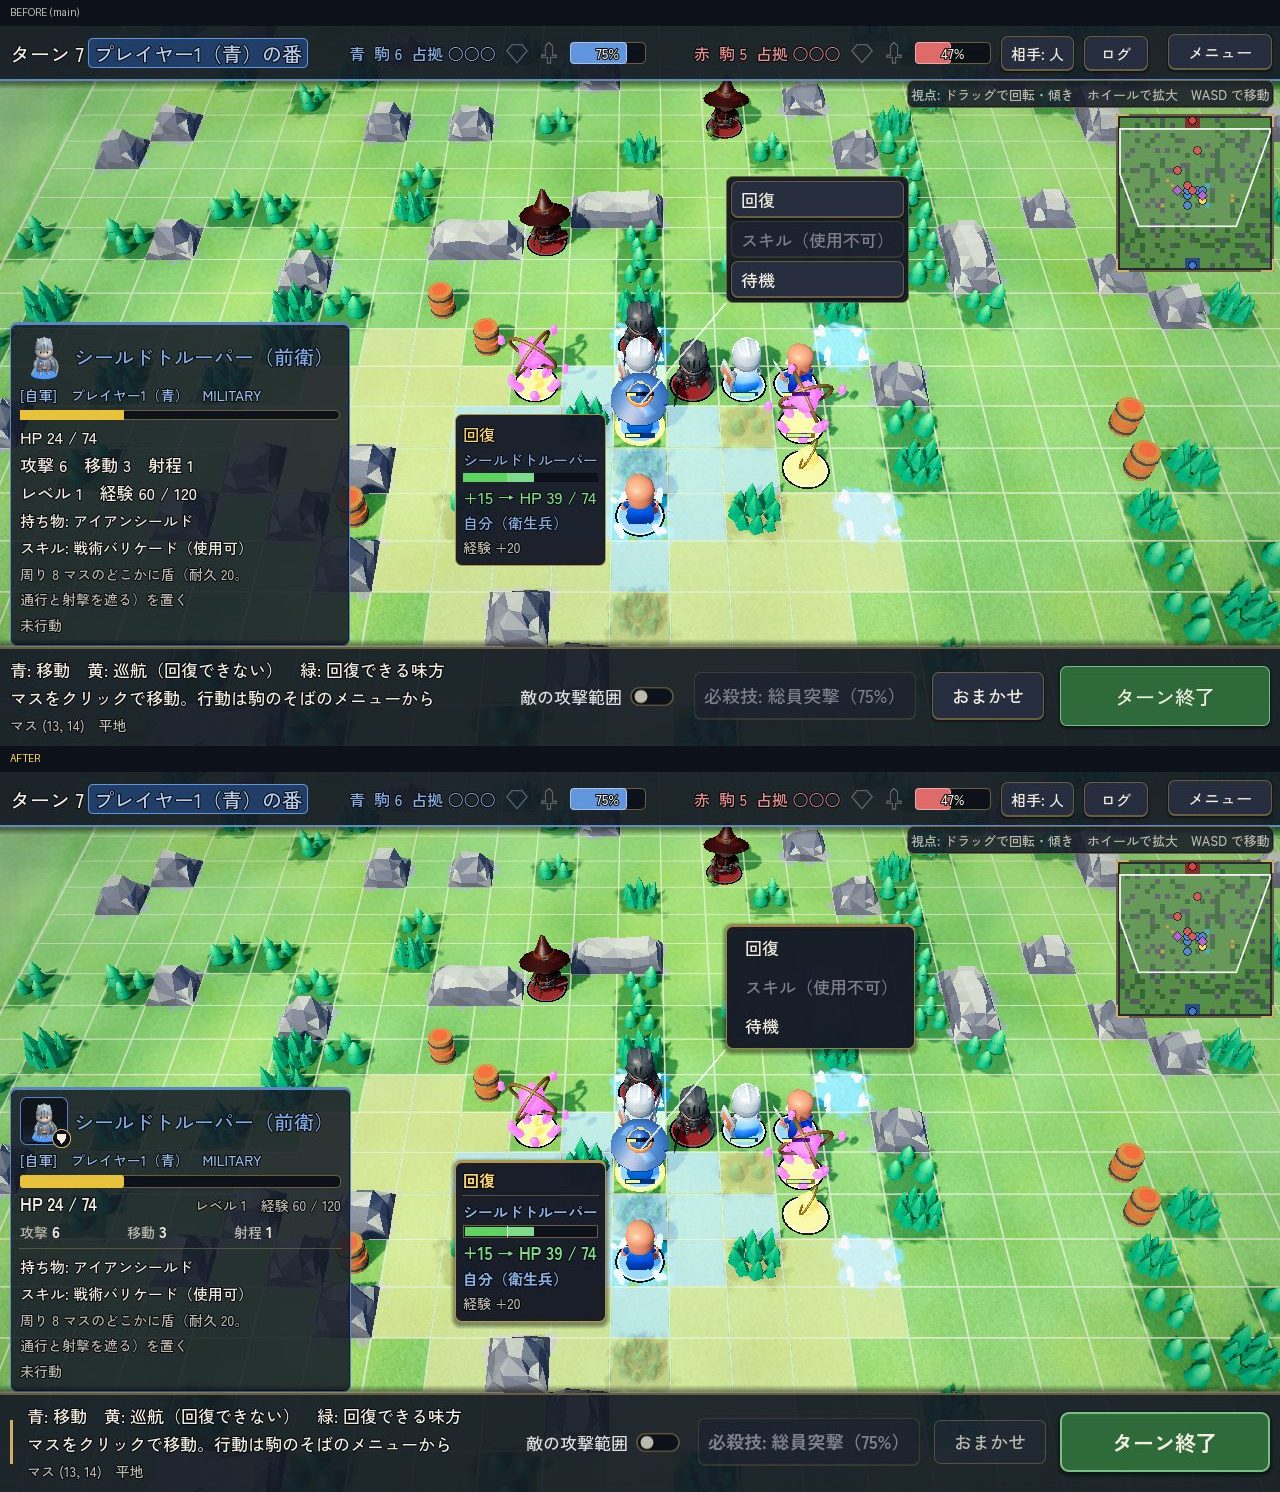 BEFORE (main)
ターン 7 プレイヤー1（青）の番 青 駒 6 占拠 〇〇〇 75% 赤 駒 5 占拠 〇〇〇 47% 相手: 人 ログ メニュー
視点: ドラッグで回転・傾き ホイールで拡大 WASD で移動
回復
スキル（使用不可）
待機
シールドトルーパー（前衛）
[自軍] プレイヤー1（青） MILITARY
HP 24 / 74
攻撃 6 移動 3 射程 1
レベル 1 経験 60 / 120
持ち物: アイアンシールド
スキル: 戦術バリケード（使用可）
周り 8 マスのどこかに盾（耐久 20。
通行と射撃を遮る）を置く
未行動
回復
シールドトルーパー
+15 → HP 39 / 74
自分（衛生兵）
経験 +20
青: 移動 黄: 巡航（回復できない） 緑: 回復できる味方
マスをクリックで移動。行動は駒のそばのメニューから
マス (13, 14) 平地
敵の攻撃範囲
必殺技: 総員突撃（75%）
おまかせ
ターン終了
AFTER
ターン 7 プレイヤー1（青）の番 青 駒 6 占拠 〇〇〇 75% 赤 駒 5 占拠 〇〇〇 47% 相手: 人 ログ メニュー
視点: ドラッグで回転・傾き ホイールで拡大 WASD で移動
回復
スキル（使用不可）
待機
シールドトルーパー（前衛）
[自軍] プレイヤー1（青） MILITARY
HP 24 / 74 レベル 1 経験 60 / 120
攻撃 6 移動 3 射程 1
持ち物: アイアンシールド
スキル: 戦術バリケード（使用可）
周り 8 マスのどこかに盾（耐久 20。
通行と射撃を遮る）を置く
未行動
回復
シールドトルーパー
+15 → HP 39 / 74
自分（衛生兵）
経験 +20
青: 移動 黄: 巡航（回復できない） 緑: 回復できる味方
マスをクリックで移動。行動は駒のそばのメニューから
マス (13, 14) 平地
敵の攻撃範囲
必殺技: 総員突撃（75%）
おまかせ
ターン終了